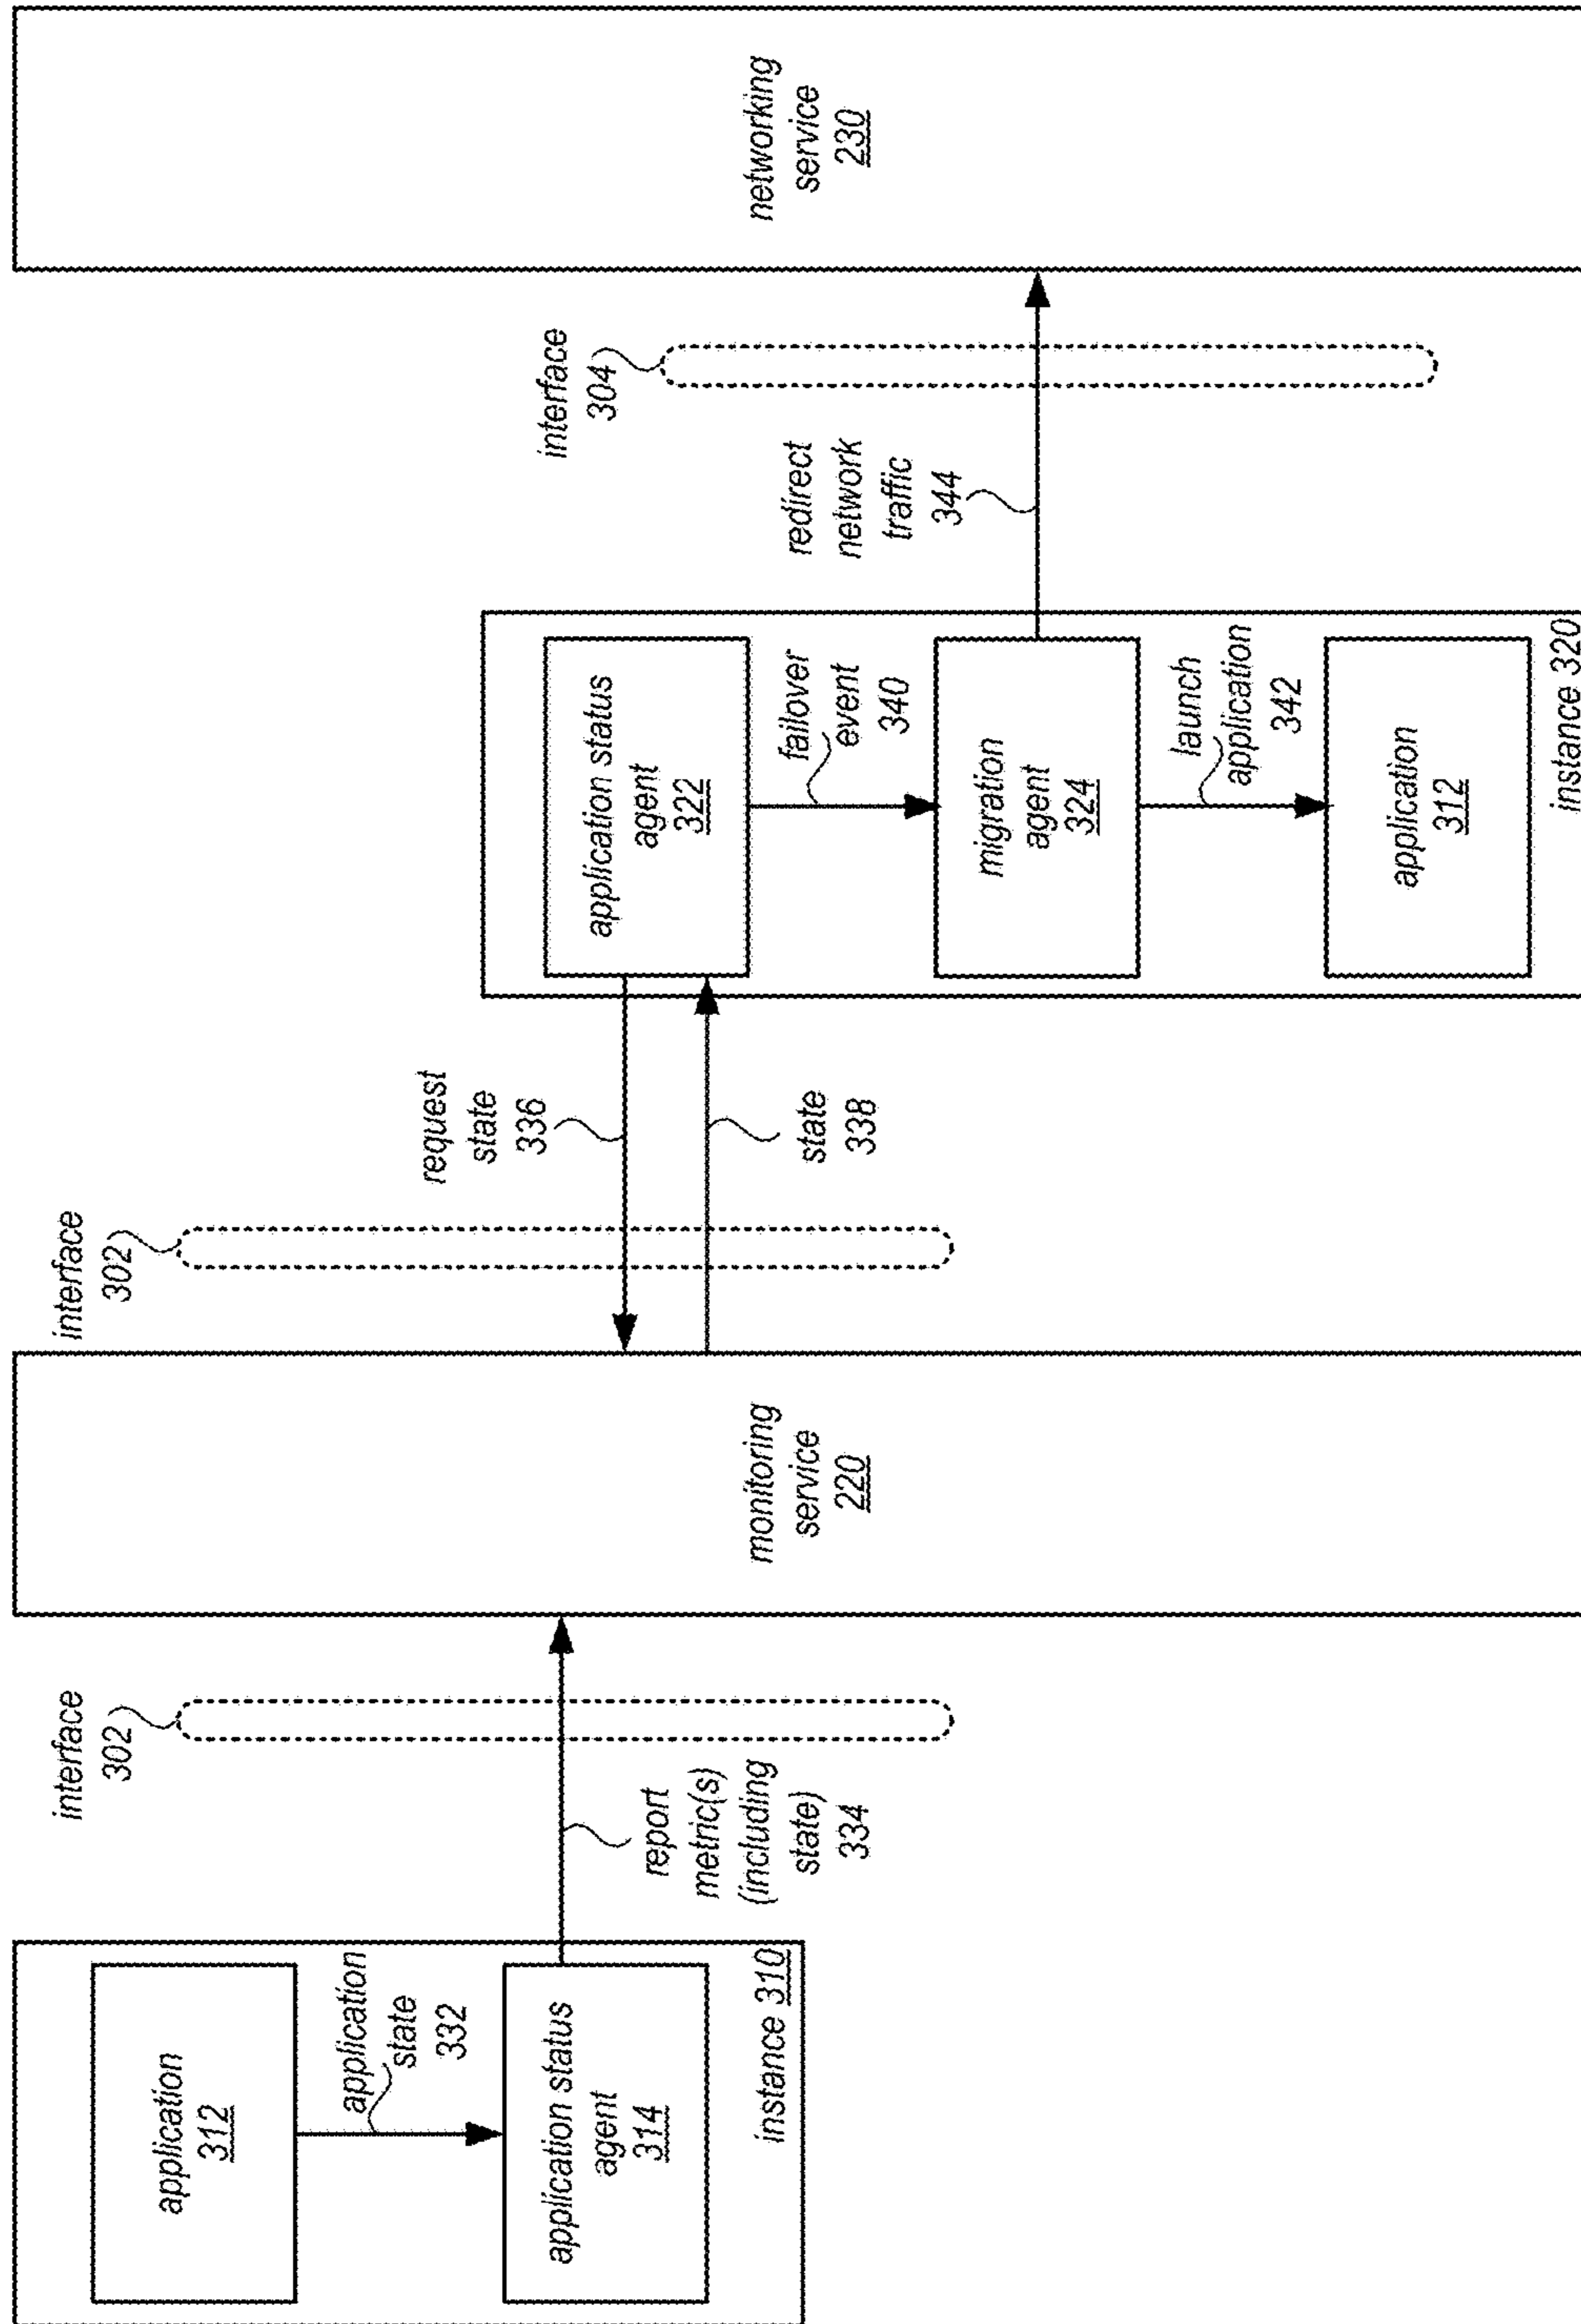 application
312
application
state
332
application status
agent
314
instance 310
interface
302
report
metric(s)
(including
state)
334
monitoring
service
220
interface
302
request
state
336
state
338
application status
agent
322
failover
event
340
migration
agent
324
launch
application
342
application
312
instance 320
interface
304
redirect
network
traffic
344
networking
service
230